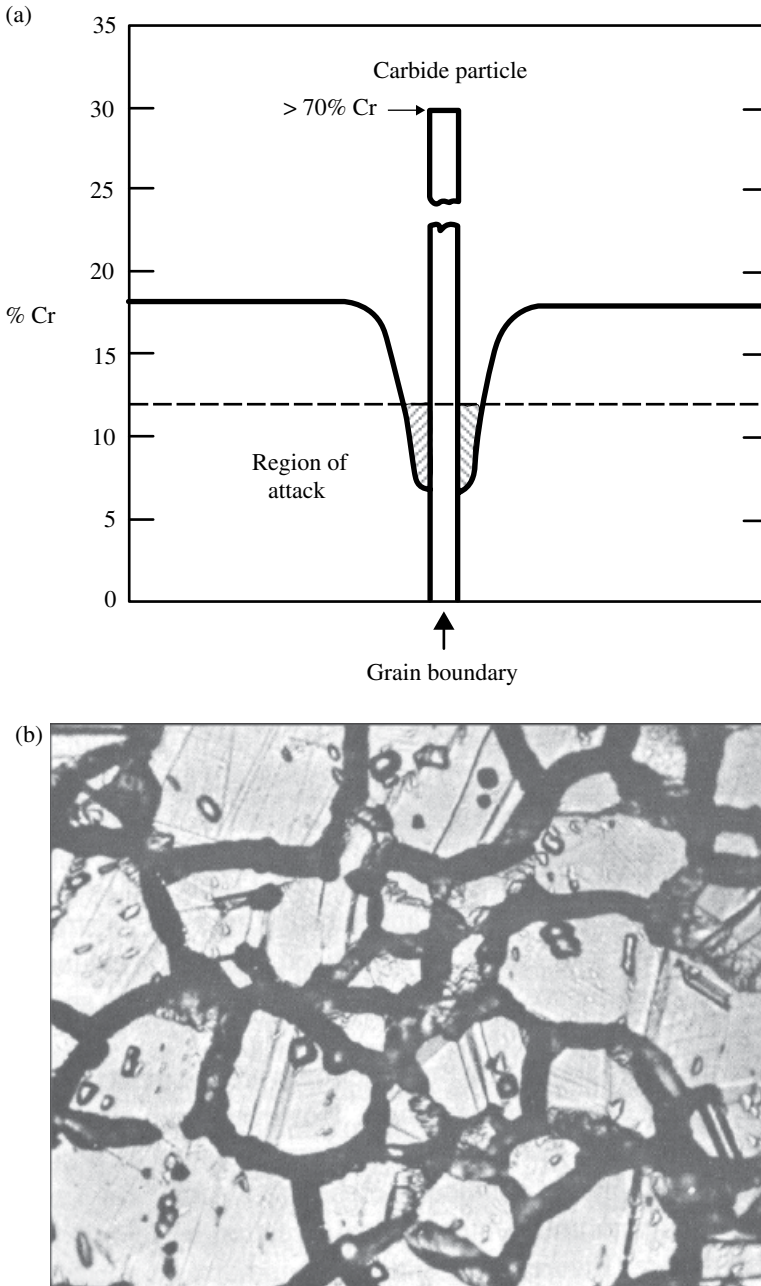 (a)
35
Carbide particle
30
> 70% Cr
25
20
% Cr
15
10
Region of
attack
5
0
Grain boundary
(b)